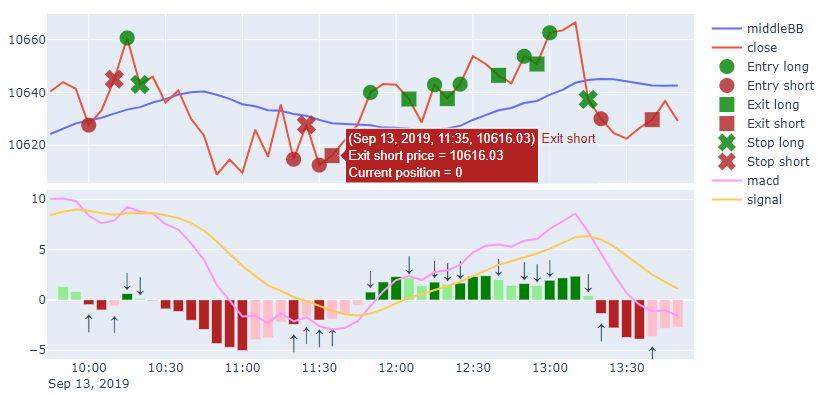 10660
10640
10620
(Sep 13, 2019, 11:35, 10616.03) Exit short
Exit short price = 10616.03
Current position = 0
middleBB
close
Entry long
Entry short
Exit long
Exit short
Stop long
Stop short
macd
signal
10
5
0
−5
10:00 10:30 11:00 11:30 12:00 12:30 13:00 13:30
Sep 13, 2019